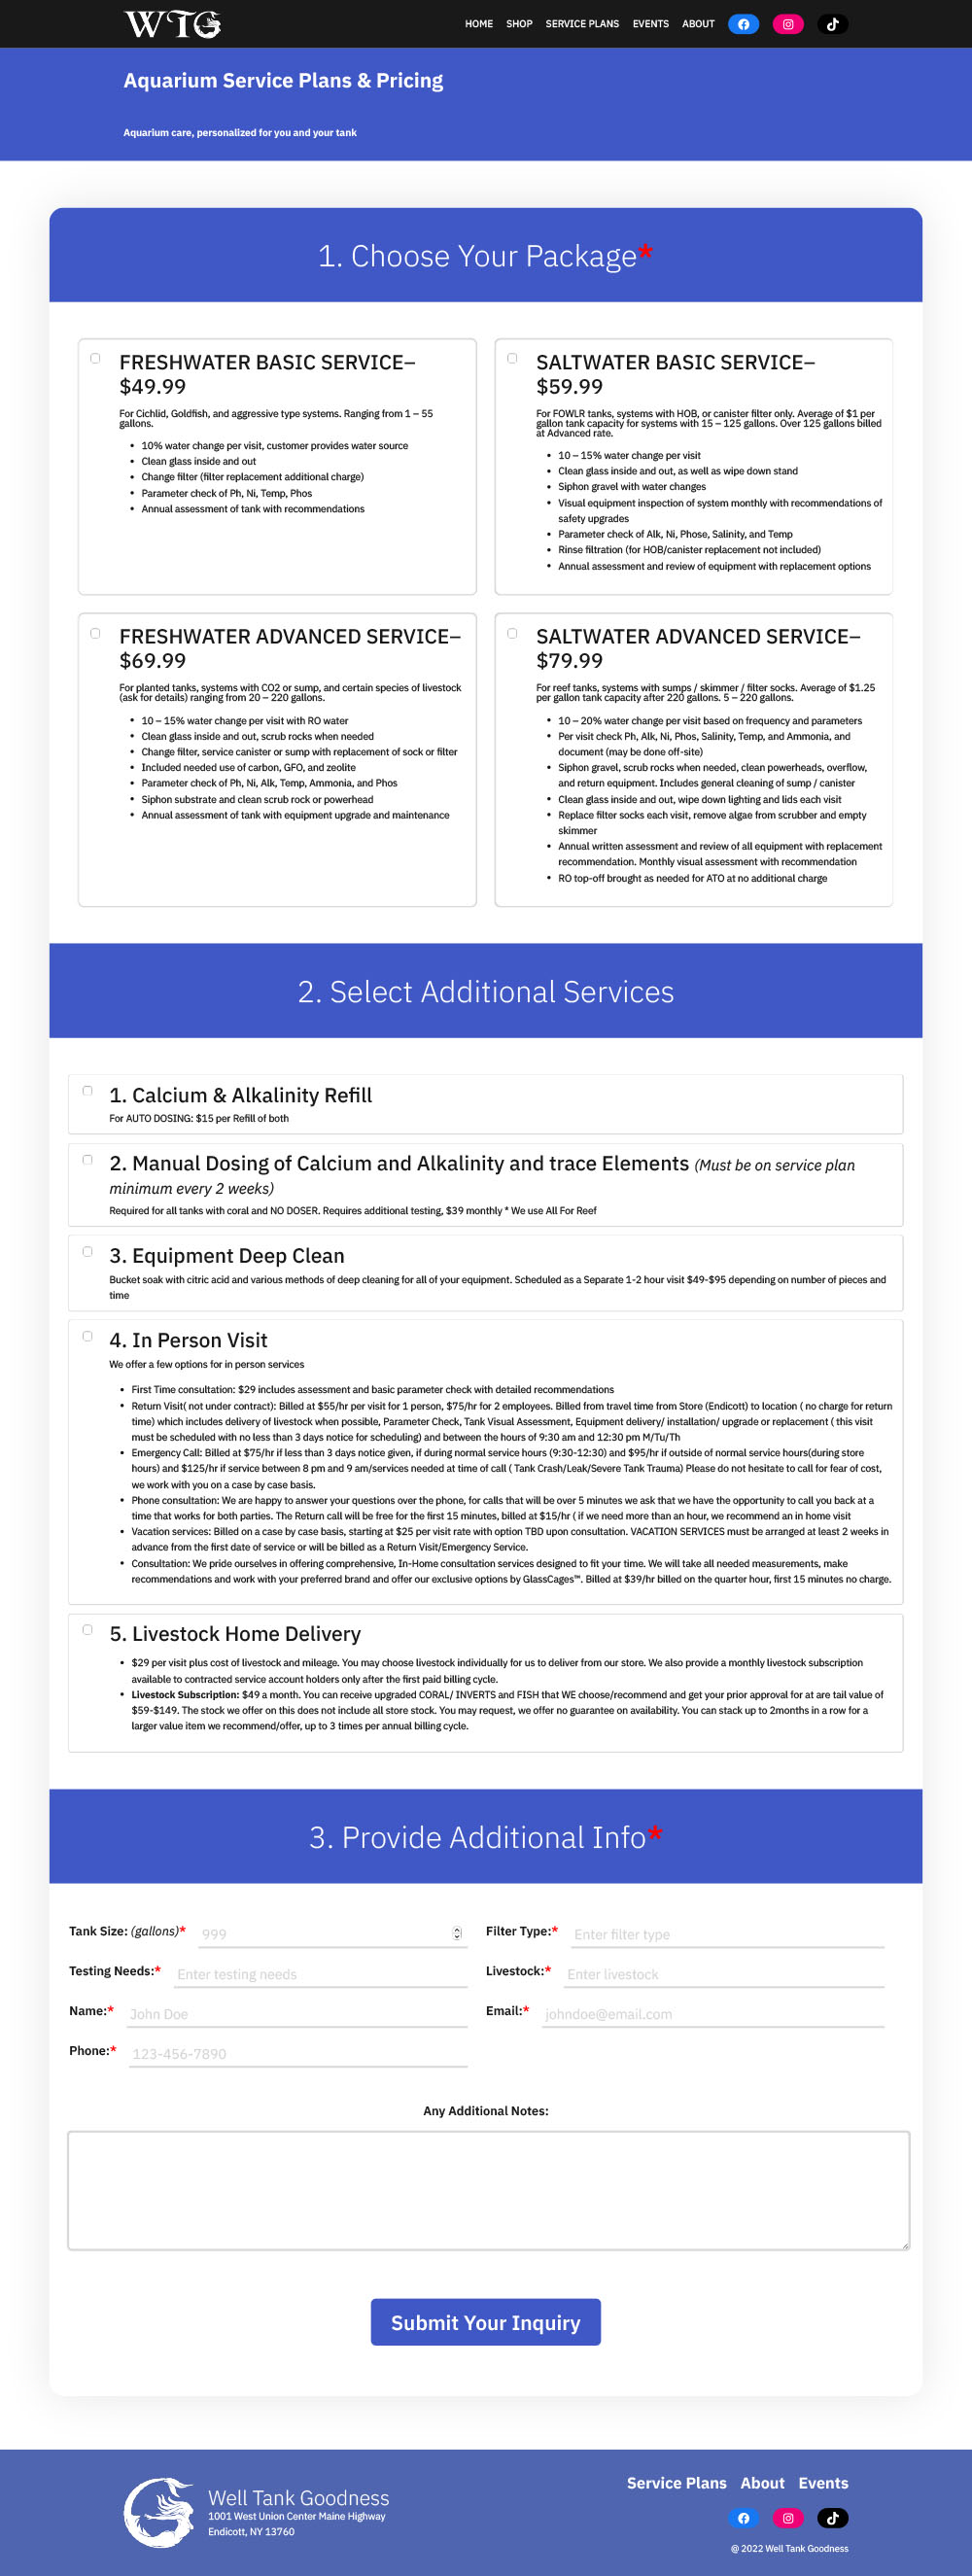 WTG
HOME SHOP SERVICE PLANS EVENTS ABOUT
Aquarium Service Plans & Pricing
Aquarium care, personalized for you and your tank
1. Choose Your Package*
FRESHWATER BASIC SERVICE–
$49.99
For Cichlid, Goldfish, and aggressive type systems. Ranging from 1 – 55
gallons.
• 10% water change per visit, customer provides water source
• Clean glass inside and out
• Change filter (filter replacement additional charge)
• Parameter check of Ph, Ni, Temp, Phos
• Annual assessment of tank with recommendations
SALTWATER BASIC SERVICE–
$59.99
For FOWLR tanks, systems with HOB, or canister filter only. Average of $1 per
gallon tank capacity for systems with 15 – 125 gallons. Over 125 gallons billed
at Advanced rate.
• 10 – 15% water change per visit
• Clean glass inside and out, as well as wipe down stand
• Siphon gravel with water changes
• Visual equipment inspection of system monthly with recommendations of
safety upgrades
• Parameter check of Alk, Ni, Phose, Salinity, and Temp
• Rinse filtration (for HOB/canister replacement not included)
• Annual assessment and review of equipment with replacement options
FRESHWATER ADVANCED SERVICE–
$69.99
For planted tanks, systems with CO2 or sump, and certain species of livestock
(ask for details) ranging from 20 – 220 gallons.
• 10 – 15% water change per visit with RO water
• Clean glass inside and out, scrub rocks when needed
• Change filter, service canister or sump with replacement of sock or filter
• Included needed use of carbon, GFO, and zeolite
• Parameter check of Ph, Ni, Alk, Temp, Ammonia, and Phos
• Siphon substrate and clean scrub rock or powerhead
• Annual assessment of tank with equipment upgrade and maintenance
SALTWATER ADVANCED SERVICE–
$79.99
For reef tanks, systems with sumps / skimmer / filter socks. Average of $1.25
per gallon tank capacity after 220 gallons. 5 – 220 gallons.
• 10 – 20% water change per visit based on frequency and parameters
• Per visit check Ph, Alk, Ni, Phos, Salinity, Temp, and Ammonia, and
document (may be done off-site)
• Siphon gravel, scrub rocks when needed, clean powerheads, overflow,
and return equipment. Includes general cleaning of sump / canister
• Clean glass inside and out, wipe down lighting and lids each visit
• Replace filter socks each visit, remove algae from scrubber and empty
skimmer
• Annual written assessment and review of all equipment with replacement
recommendation. Monthly visual assessment with recommendation
• RO top-off brought as needed for ATO at no additional charge
2. Select Additional Services
1. Calcium & Alkalinity Refill
For AUTO DOSING: $15 per Refill of both
2. Manual Dosing of Calcium and Alkalinity and trace Elements (Must be on service plan
minimum every 2 weeks)
Required for all tanks with coral and NO DOSER. Requires additional testing, $39 monthly * We use All For Reef
3. Equipment Deep Clean
Bucket soak with citric acid and various methods of deep cleaning for all of your equipment. Scheduled as a Separate 1-2 hour visit $49-$95 depending on number of pieces and
time
4. In Person Visit
We offer a few options for in person services
• First Time consultation: $29 includes assessment and basic parameter check with detailed recommendations
• Return Visit( not under contract): Billed at $55/hr per visit for 1 person, $75/hr for 2 employees. Billed from travel time from Store (Endicott) to location ( no charge for return
time) which includes delivery of livestock when possible, Parameter Check, Tank Visual Assessment, Equipment delivery/ installation/ upgrade or replacement ( this visit
must be scheduled with no less than 3 days notice for scheduling) and between the hours of 9:30 am and 12:30 pm M/Tu/Th
• Emergency Call: Billed at $75/hr if less than 3 days notice given, if during normal service hours (9:30-12:30) and $95/hr if outside of normal service hours(during store
hours) and $125/hr if service between 8 pm and 9 am/services needed at time of call ( Tank Crash/Leak/Severe Tank Trauma) Please do not hesitate to call for fear of cost,
we work with you on a case by case basis.
• Phone consultation: We are happy to answer your questions over the phone, for calls that will be over 5 minutes we ask that we have the opportunity to call you back at a
time that works for both parties. The Return call will be free for the first 15 minutes, billed at $15/hr ( if we need more than an hour, we recommend an in home visit
• Vacation services: Billed on a case by case basis, starting at $25 per visit rate with option TBD upon consultation. VACATION SERVICES must be arranged at least 2 weeks in
advance from the first date of service or will be billed as a Return Visit/Emergency Service.
• Consultation: We pride ourselves in offering comprehensive, In-Home consultation services designed to fit your time. We will take all needed measurements, make
recommendations and work with your preferred brand and offer our exclusive options by GlassCages℠. Billed at $39/hr billed on the quarter hour, first 15 minutes no charge.
5. Livestock Home Delivery
• $29 per visit plus cost of livestock and mileage. You may choose livestock individually for us to deliver from our store. We also provide a monthly livestock subscription
available to contracted service account holders only after the first paid billing cycle.
• Livestock Subscription: $49 a month. You can receive upgraded CORAL/ INVERTS and FISH that WE choose/recommend and get your prior approval for at are tail value of
$59-$149. The stock we offer on this does not include all store stock. You may request, we offer no guarantee on availability. You can stack up to 2months in a row for a
larger value item we recommend/offer, up to 3 times per annual billing cycle.
3. Provide Additional Info*
Tank Size: (gallons)* 999
Filter Type:* Enter filter type
Testing Needs:* Enter testing needs
Livestock:* Enter livestock
Name:* John Doe
Email:* johndoe@email.com
Phone:* 123-456-7890
Any Additional Notes:
Submit Your Inquiry
Well Tank Goodness
1001 West Union Center Maine Highway
Endicott, NY 13760
Service Plans About Events
@ 2022 Well Tank Goodness